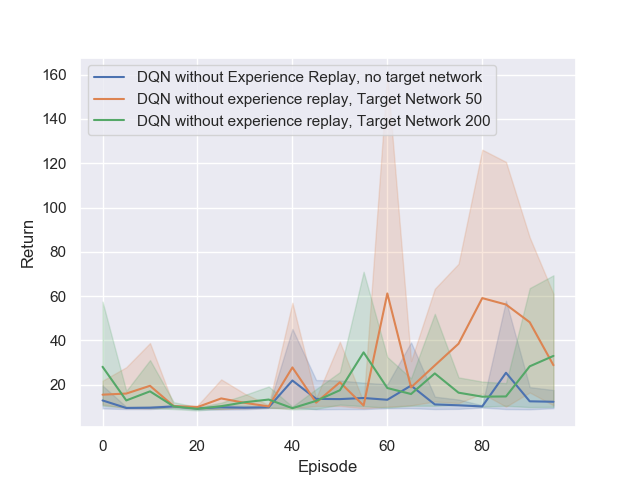 DQN without Experience Replay, no target network
DQN without experience replay, Target Network 50
DQN without experience replay, Target Network 200
160
140
120
100
80
60
40
20
Return
0
20
40
60
80
Episode